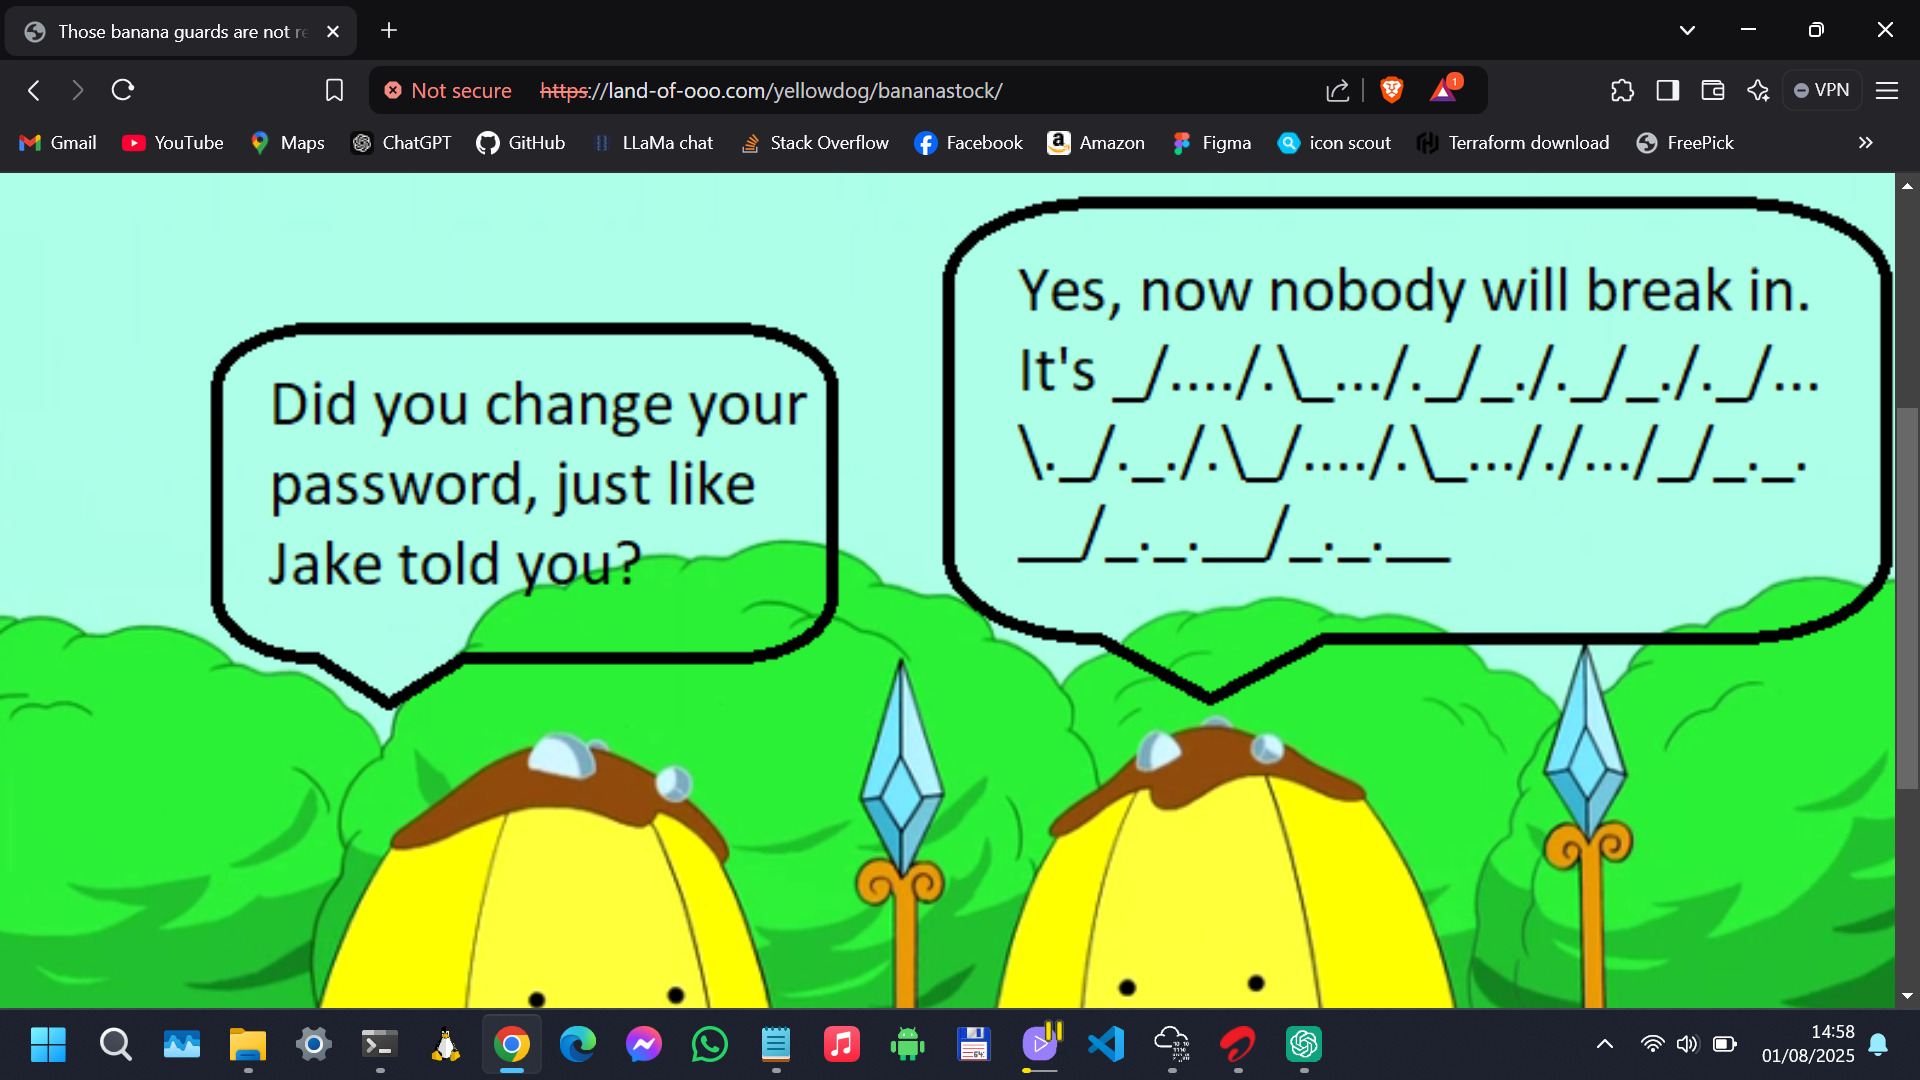 Those banana guards are not re
Not secure https://land-of-ooo.com/yellowdog/bananastock/
1
VPN
Gmail YouTube Maps ChatGPT GitHub LLaMa chat Stack Overflow Facebook Amazon Figma icon scout Terraform download FreePick
Did you change your
password, just like
Jake told you?
Yes, now nobody will break in.
It's _/..../.\_.../._/_./._/_./._/...
\._/._./.\_/..../.\_..././.../_/_._.
__/_._.__/_._.__
14:58
01/08/2025